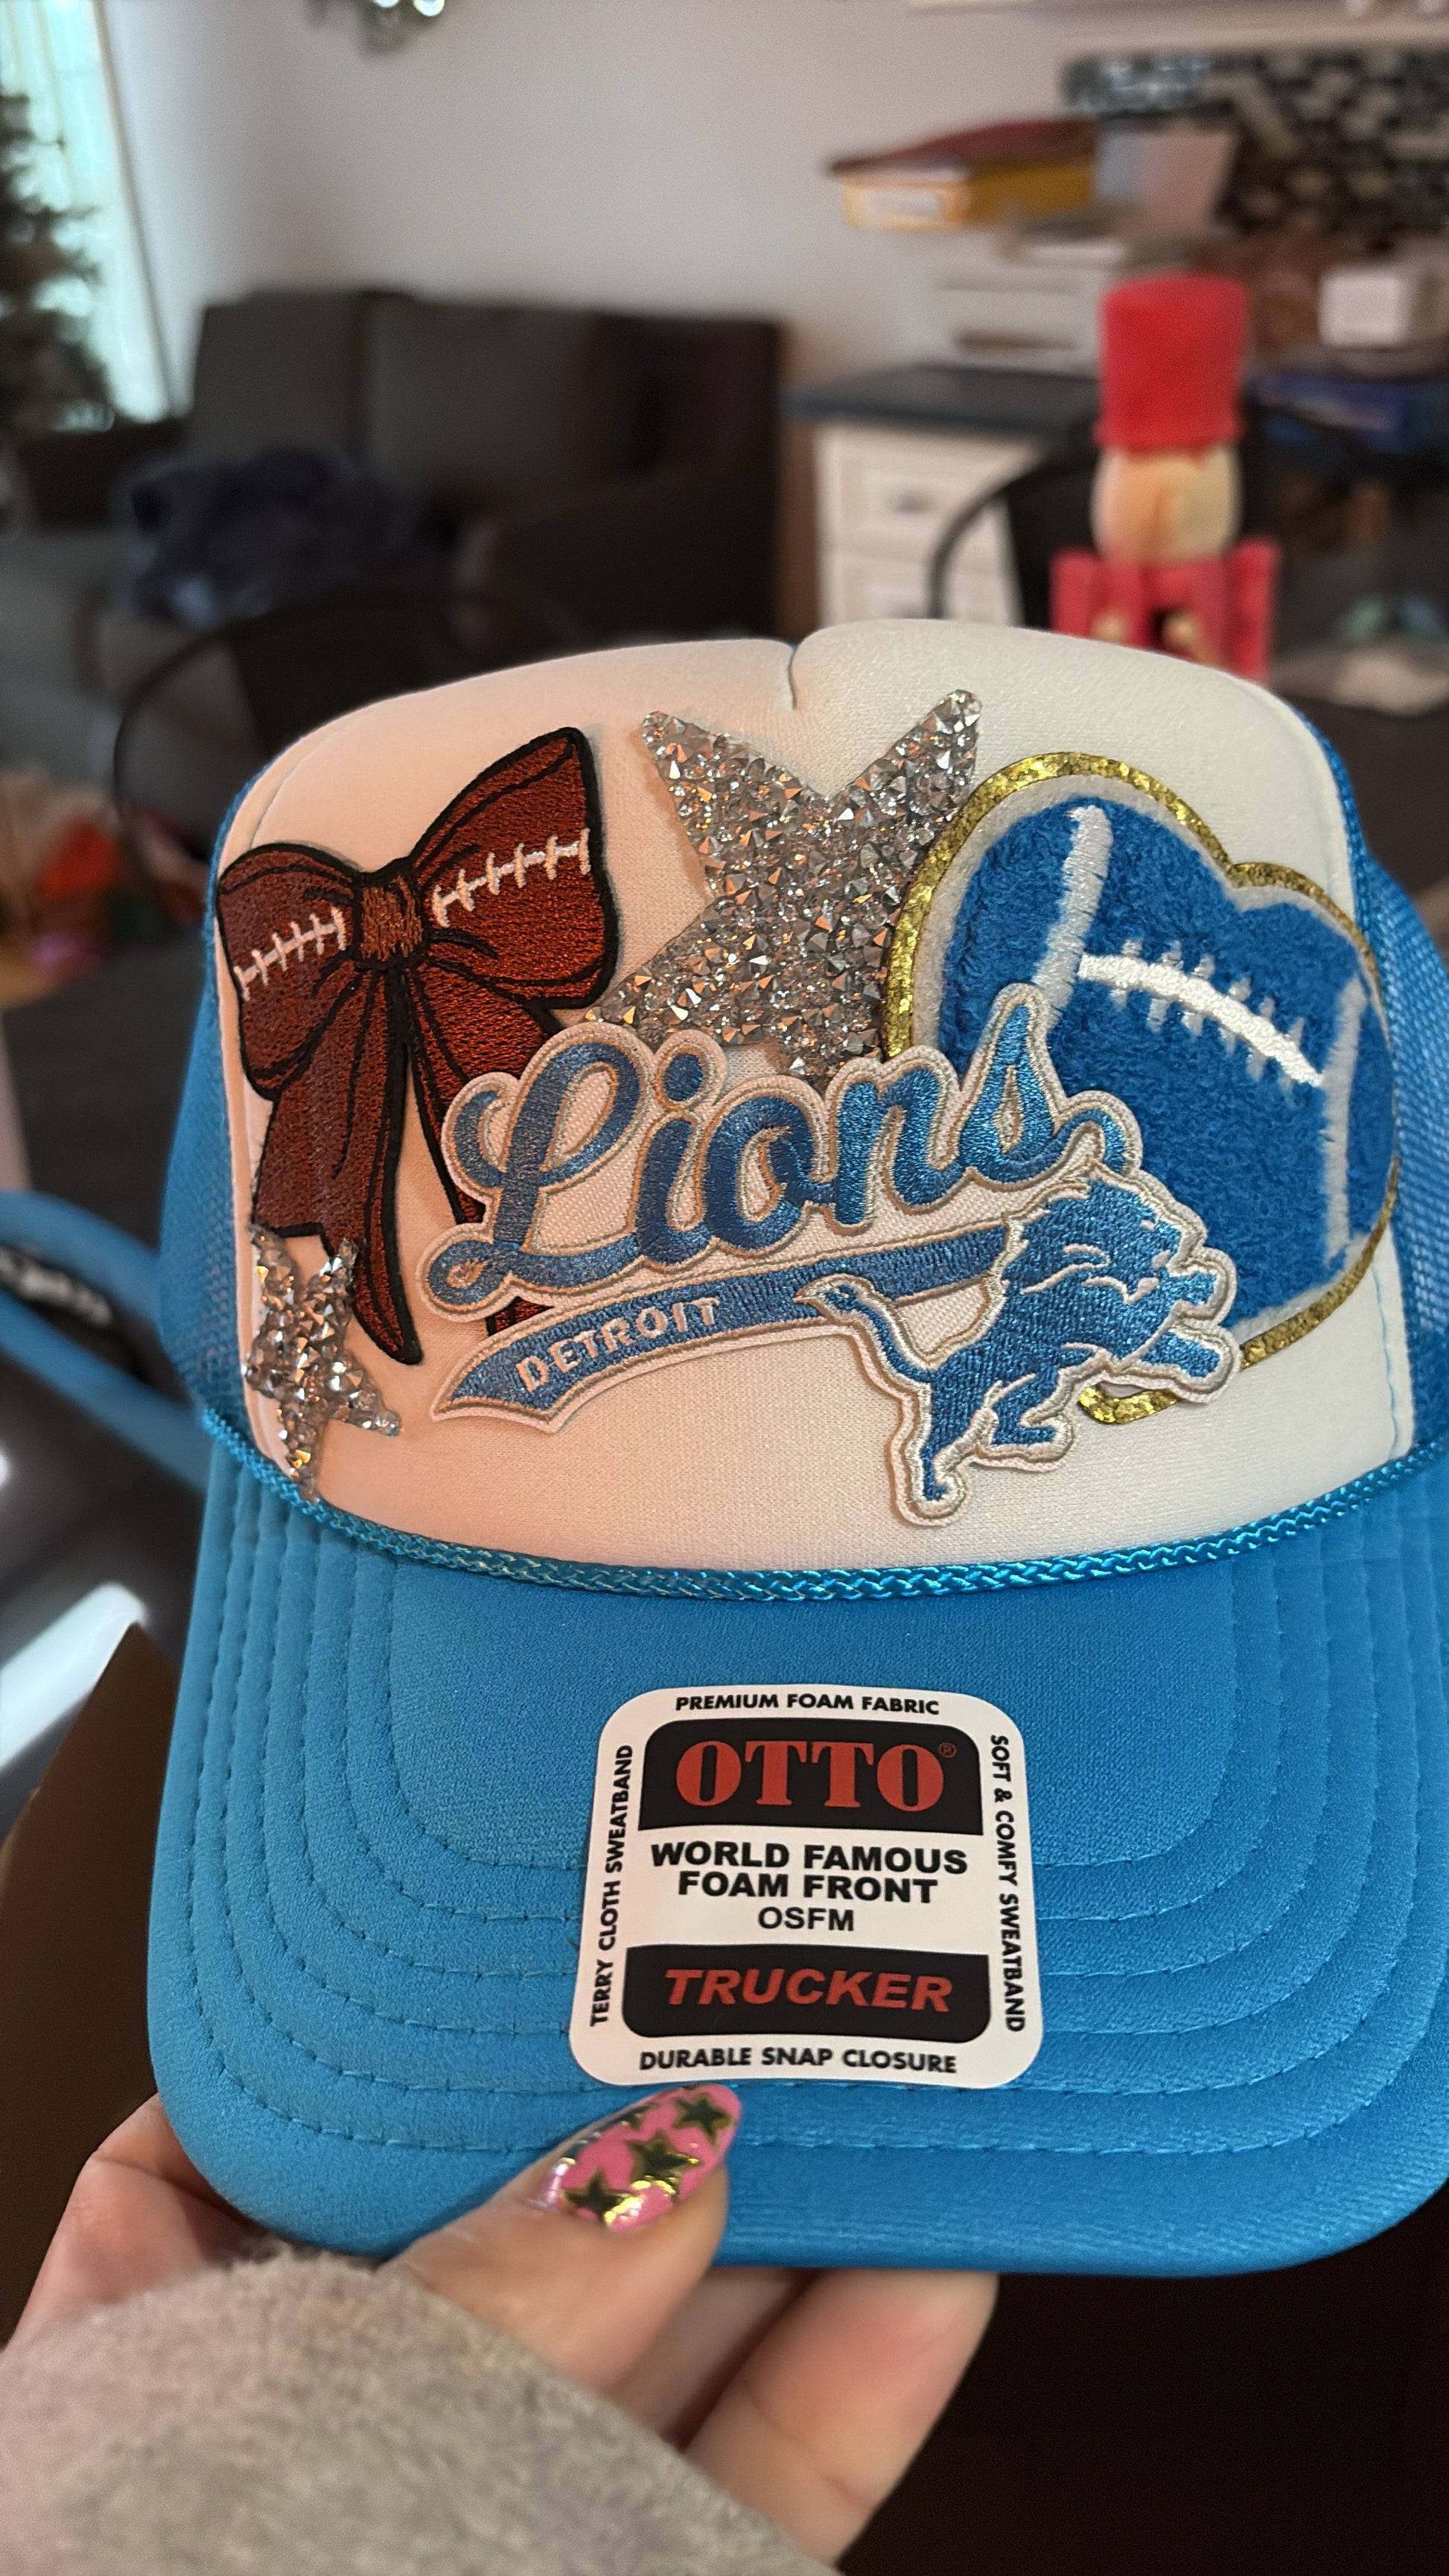 Lions
DETROIT
PREMIUM FOAM FABRIC
OTTO®
WORLD FAMOUS
FOAM FRONT
OSFM
TRUCKER
DURABLE SNAP CLOSURE
TERRY CLOTH SWEATBAND
SOFT & COMFY SWEATBAND